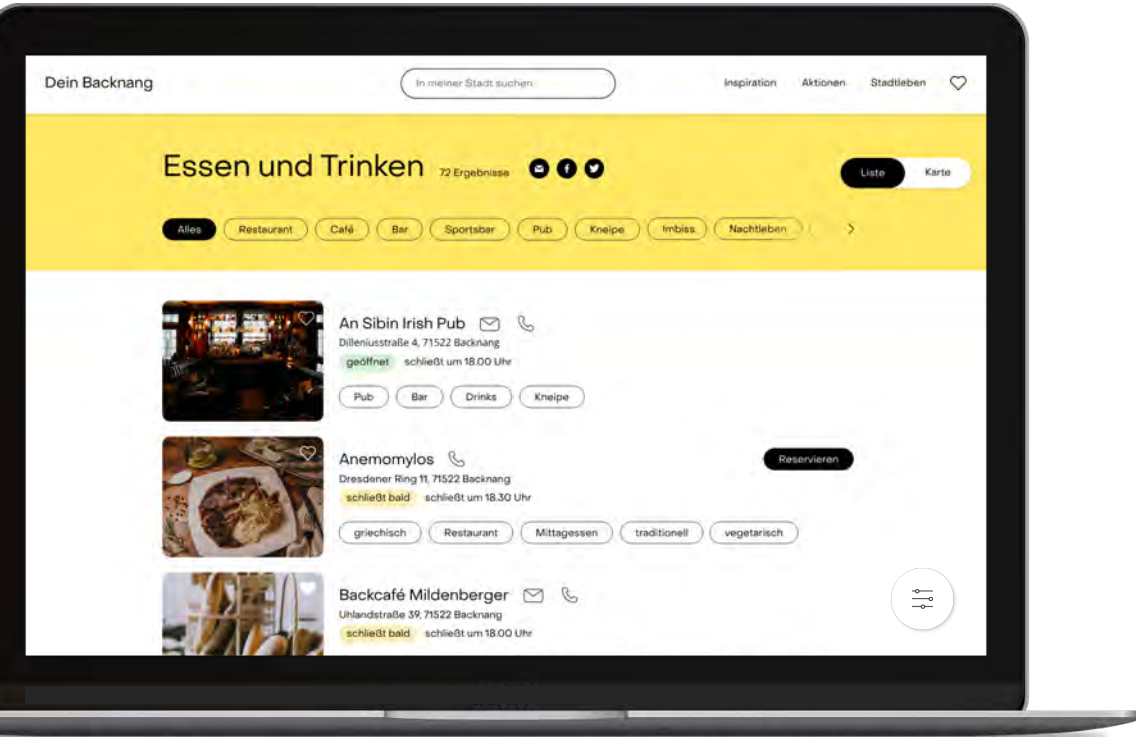 Dein Backnang
In meiner Stadt suchen
Inspiration Aktionen Stadtleben
Essen und Trinken 72 Ergebnisse
Liste Karte
Alles Restaurant Café Bar Sportsbar Pub Kneipe Imbiss Nachtleben
An Sibin Irish Pub
Dilleniusstraße 4, 71522 Backnang
geöffnet schließt um 18.00 Uhr
Pub Bar Drinks Kneipe
Anemomylos
Reservieren
Dresdener Ring 11, 71522 Backnang
schließt bald schließt um 18.30 Uhr
griechisch Restaurant Mittagessen traditionell vegetarisch
Backcafé Mildenberger
Uhlandstraße 39, 71522 Backnang
schließt bald schließt um 18.00 Uhr